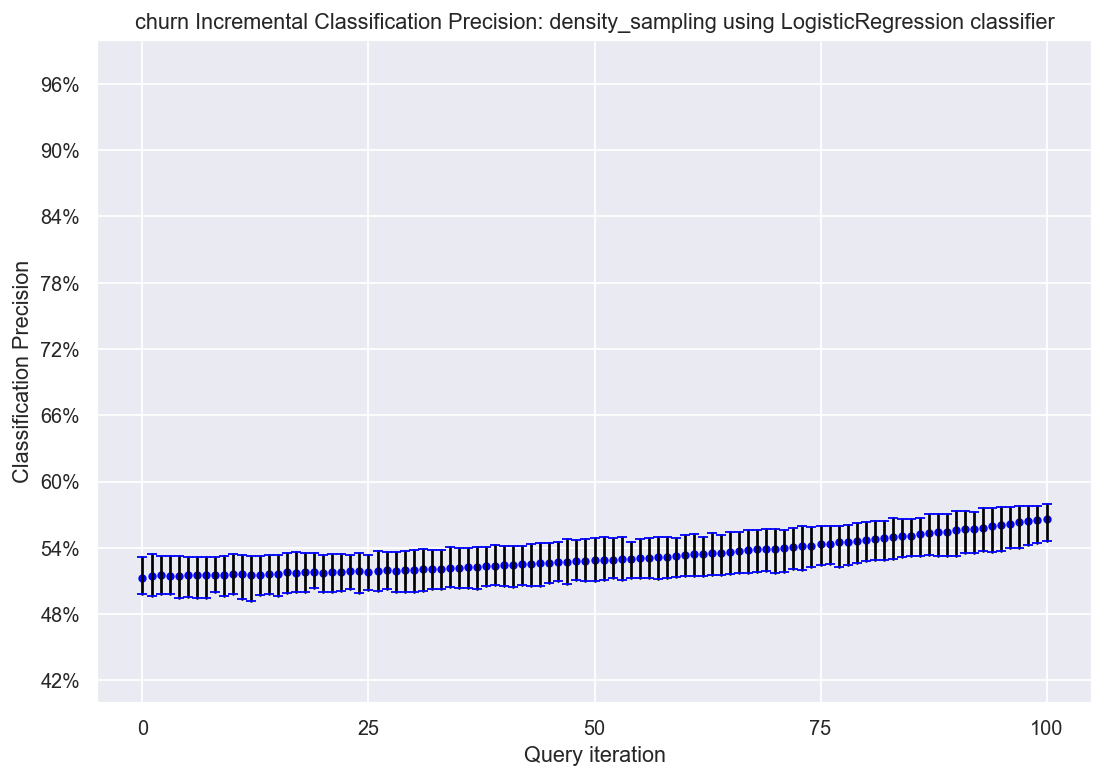 churn Incremental Classification Precision: density_sampling using LogisticRegression classifier
96%
90%
84%
78%
72%
66%
60%
54%
48%
42%
Classification Precision
0 25 50 75 100
Query iteration